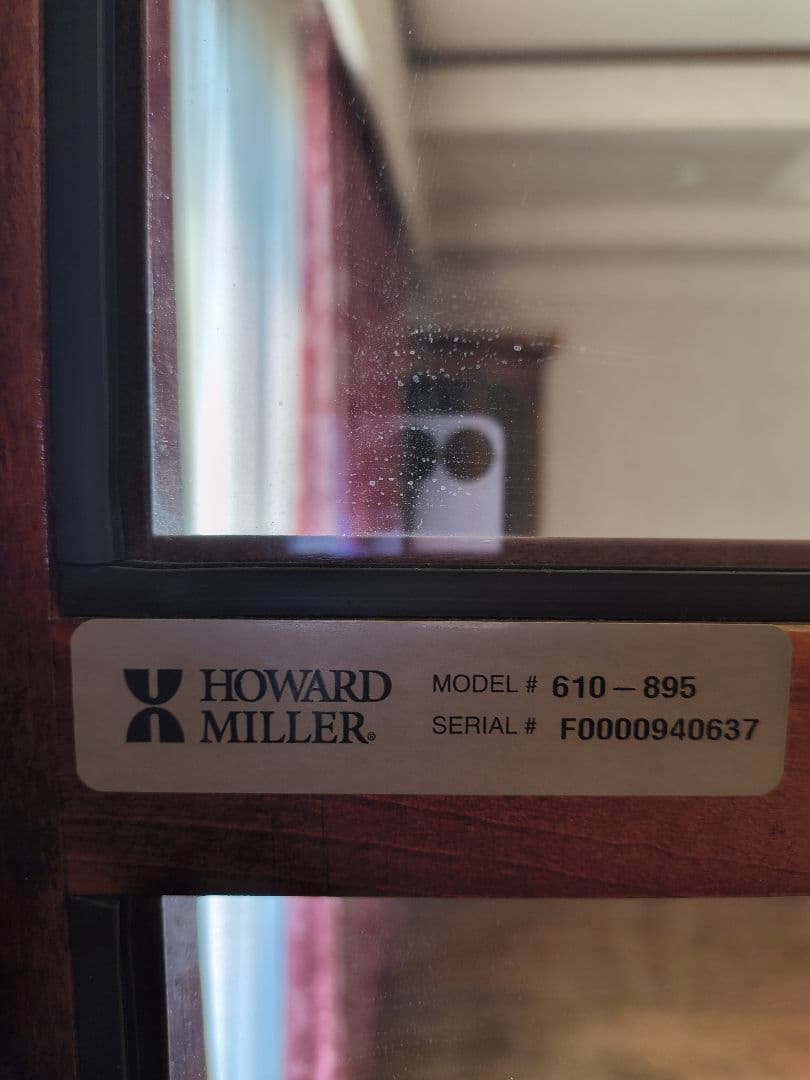 HOWARD
MILLER®
MODEL # 610-895
SERIAL # F0000940637